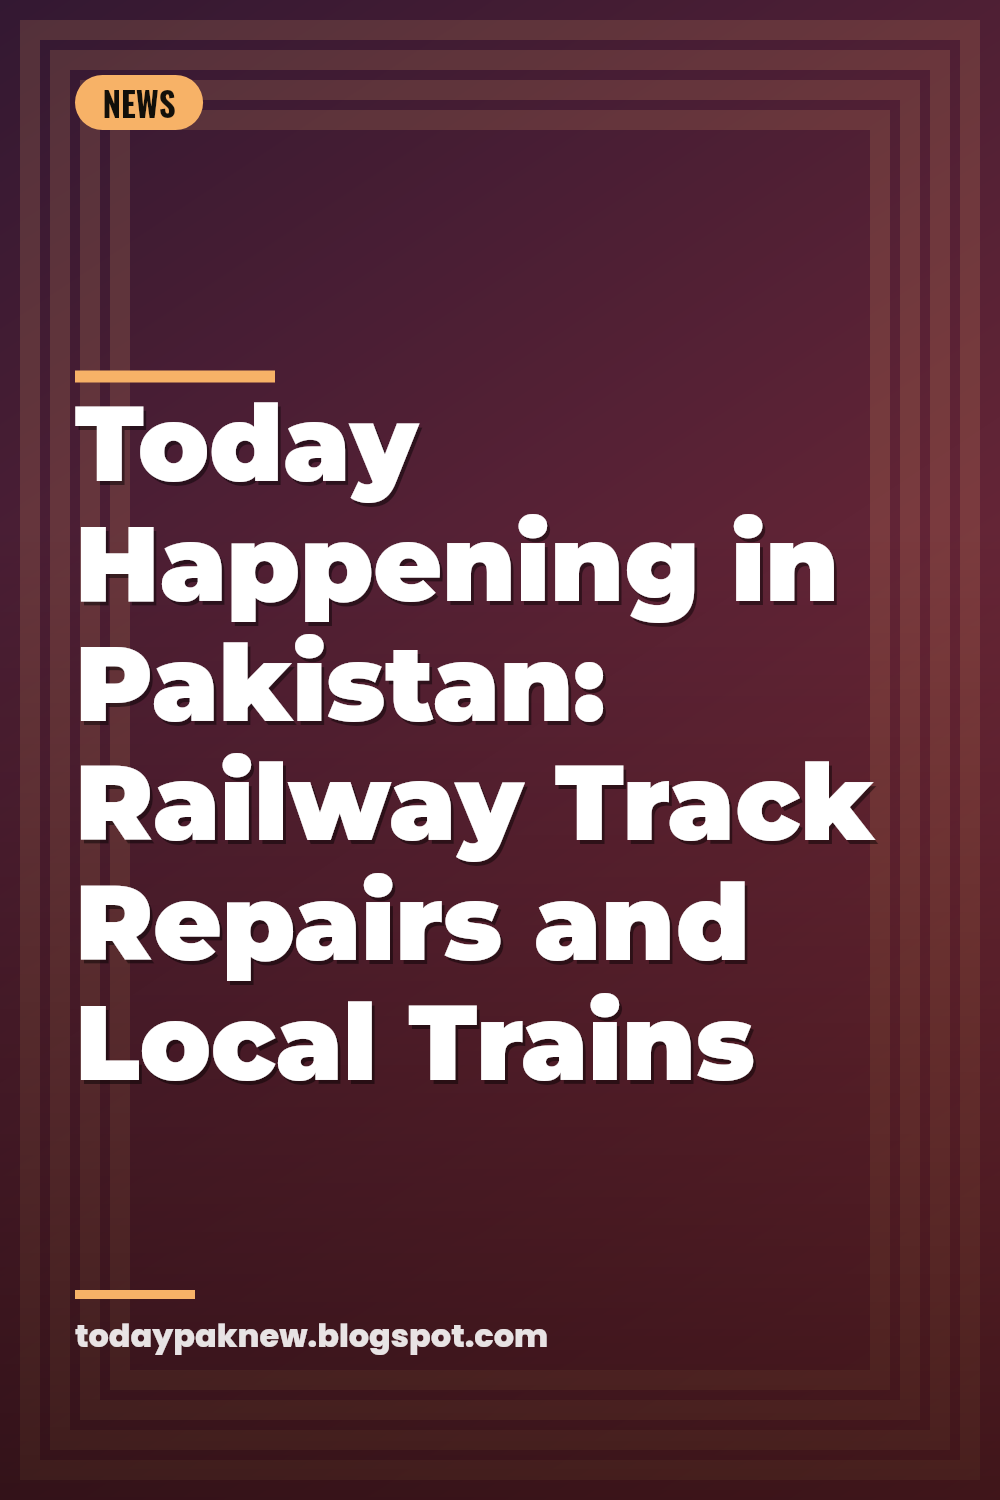 NEWS
Today
Happening in
Pakistan:
Railway Track
Repairs and
Local Trains
todaypaknew.blogspot.com